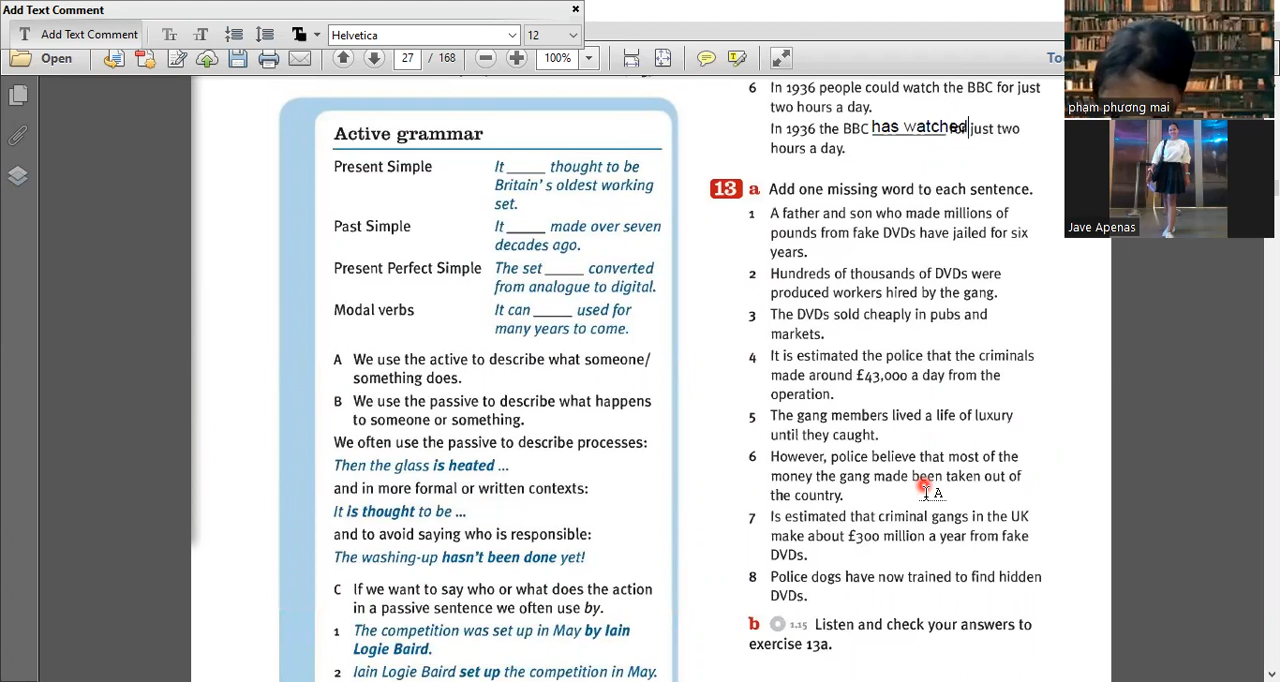 Add Text Comment
Add Text Comment
Helvetica
12
Open
27 / 168
100%
phạm phương mai
Jave Apenas
Active grammar
Present Simple It _____ thought to be
Britain's oldest working
set.
Past Simple It _____ made over seven
decades ago.
Present Perfect Simple The set _____ converted
from analogue to digital.
Modal verbs It can _____ used for
many years to come.
A We use the active to describe what someone/
something does.
B We use the passive to describe what happens
to someone or something.
We often use the passive to describe processes:
Then the glass is heated ...
and in more formal or written contexts:
It is thought to be ...
and to avoid saying who is responsible:
The washing-up hasn't been done yet!
C If we want to say who or what does the action
in a passive sentence we often use by.
1 The competition was set up in May by Iain
Logie Baird.
2 Iain Logie Baird set up the competition in May.
6 In 1936 people could watch the BBC for just
two hours a day.
In 1936 the BBC has watched for just two
hours a day.
13 a Add one missing word to each sentence.
1 A father and son who made millions of
pounds from fake DVDs have jailed for six
years.
2 Hundreds of thousands of DVDs were
produced workers hired by the gang.
3 The DVDs sold cheaply in pubs and
markets.
4 It is estimated the police that the criminals
made around £43,000 a day from the
operation.
5 The gang members lived a life of luxury
until they caught.
6 However, police believe that most of the
money the gang made been taken out of
the country.
7 Is estimated that criminal gangs in the UK
make about £300 million a year from fake
DVDs.
8 Police dogs have now trained to find hidden
DVDs.
b 1.15 Listen and check your answers to
exercise 13a.